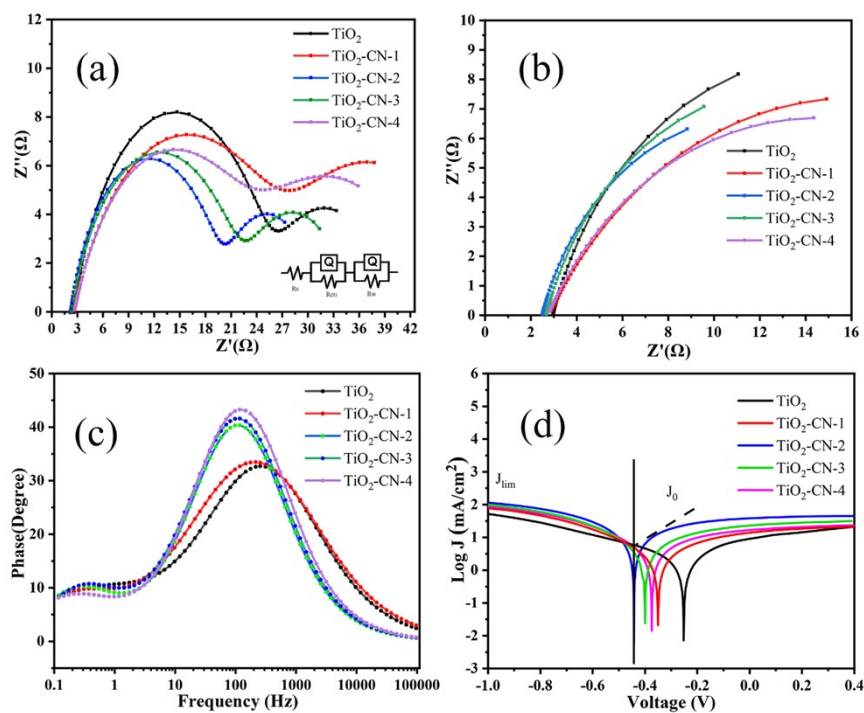 (a)
TiO2
TiO2-CN-1
TiO2-CN-2
TiO2-CN-3
TiO2-CN-4
12
10
8
6
4
2
0
Z''(Ω)
0 3 6 9 12 15 18 21 24 27 30 33 36 39 42
Z'(Ω)
Q Q
Rs Rct1 Rw
(b)
TiO2
TiO2-CN-1
TiO2-CN-2
TiO2-CN-3
TiO2-CN-4
10
9
8
7
6
5
4
3
2
1
0
Z''(Ω)
0 2 4 6 8 10 12 14 16
Z'(Ω)
(c)
TiO2
TiO2-CN-1
TiO2-CN-2
TiO2-CN-3
TiO2-CN-4
50
40
30
20
10
0
Phase(Degree)
0.1 1 10 100 1000 10000 100000
Frequency (Hz)
(d)
TiO2
TiO2-CN-1
TiO2-CN-2
TiO2-CN-3
TiO2-CN-4
Jlim
J0
6
5
4
3
2
1
0
-1
-2
-3
Log J (mA/cm2)
-1.0 -0.8 -0.6 -0.4 -0.2 0.0 0.2 0.4
Voltage (V)